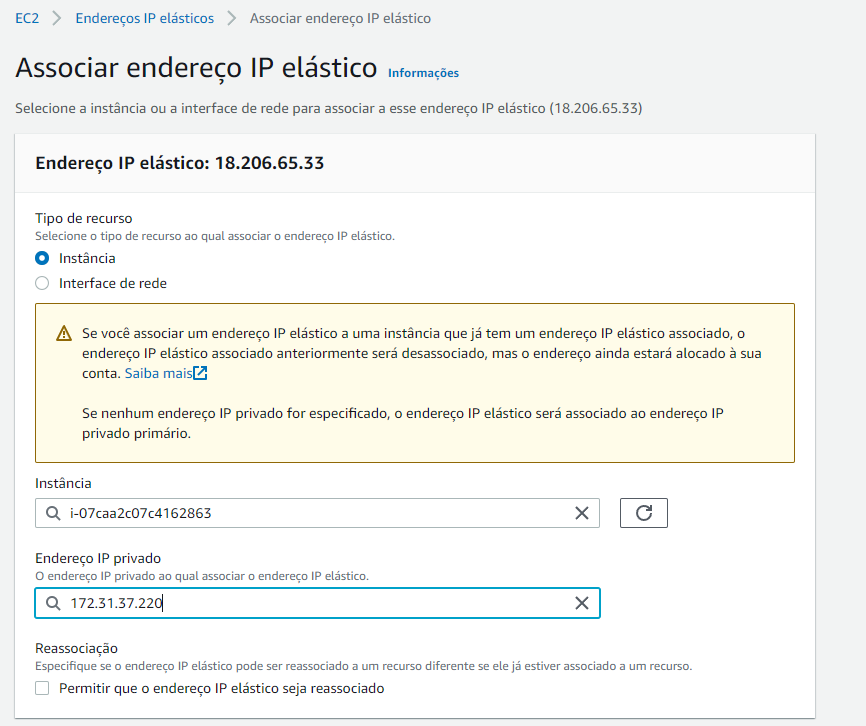 EC2 > Endereços IP elásticos > Associar endereço IP elástico
Associar endereço IP elástico Informações
Selecione a instância ou a interface de rede para associar a esse endereço IP elástico (18.206.65.33)
Endereço IP elástico: 18.206.65.33
Tipo de recurso
Selecione o tipo de recurso ao qual associar o endereço IP elástico.
Instância
Interface de rede
Se você associar um endereço IP elástico a uma instância que já tem um endereço IP elástico associado, o
endereço IP elástico associado anteriormente será desassociado, mas o endereço ainda estará alocado à sua
conta. Saiba mais
Se nenhum endereço IP privado for especificado, o endereço IP elástico será associado ao endereço IP
privado primário.
Instância
i-07caa2c07c4162863
Endereço IP privado
O endereço IP privado ao qual associar o endereço IP elástico.
172.31.37.220
Reassociação
Especifique se o endereço IP elástico pode ser reassociado a um recurso diferente se ele já estiver associado a um recurso.
Permitir que o endereço IP elástico seja reassociado